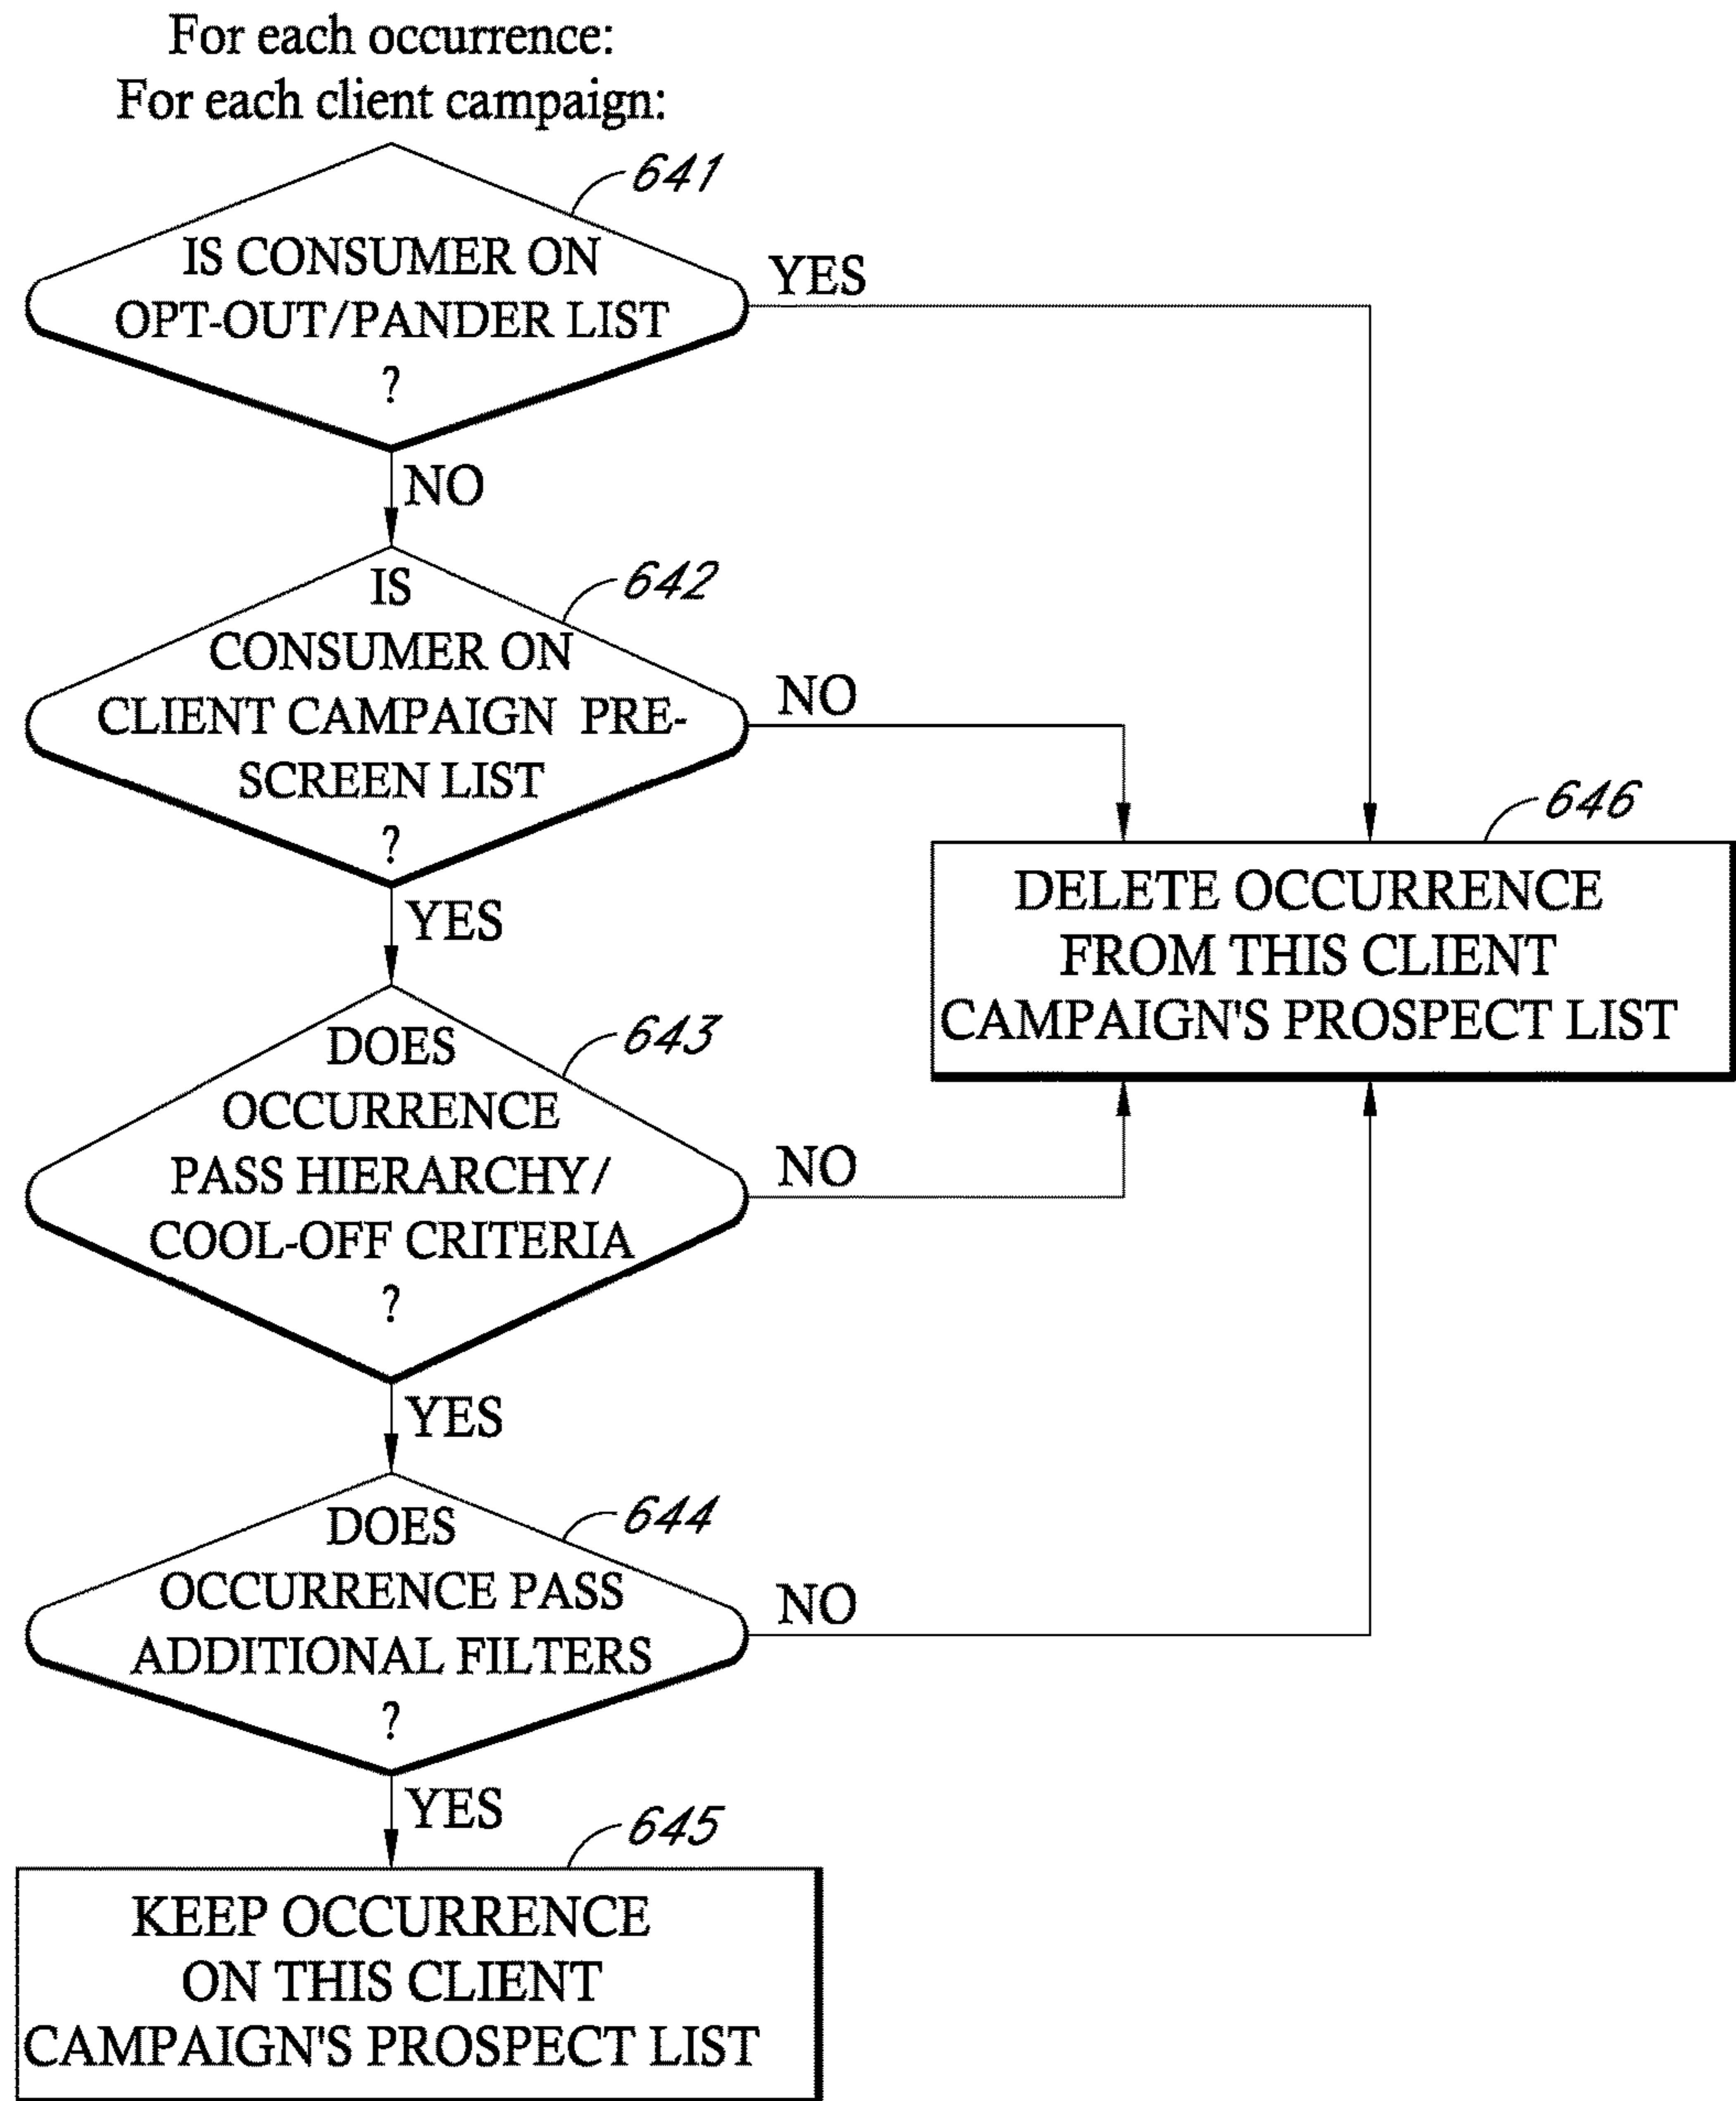 For each occurrence:
For each client campaign:
641
IS CONSUMER ON
OPT-OUT/PANDER LIST
?
YES
NO
642
IS
CONSUMER ON
CLIENT CAMPAIGN PRE-
SCREEN LIST
?
NO
YES
646
DELETE OCCURRENCE
FROM THIS CLIENT
CAMPAIGN'S PROSPECT LIST
643
DOES
OCCURRENCE
PASS HIERARCHY/
COOL-OFF CRITERIA
?
NO
YES
644
DOES
OCCURRENCE PASS
ADDITIONAL FILTERS
?
NO
YES
645
KEEP OCCURRENCE
ON THIS CLIENT
CAMPAIGN'S PROSPECT LIST